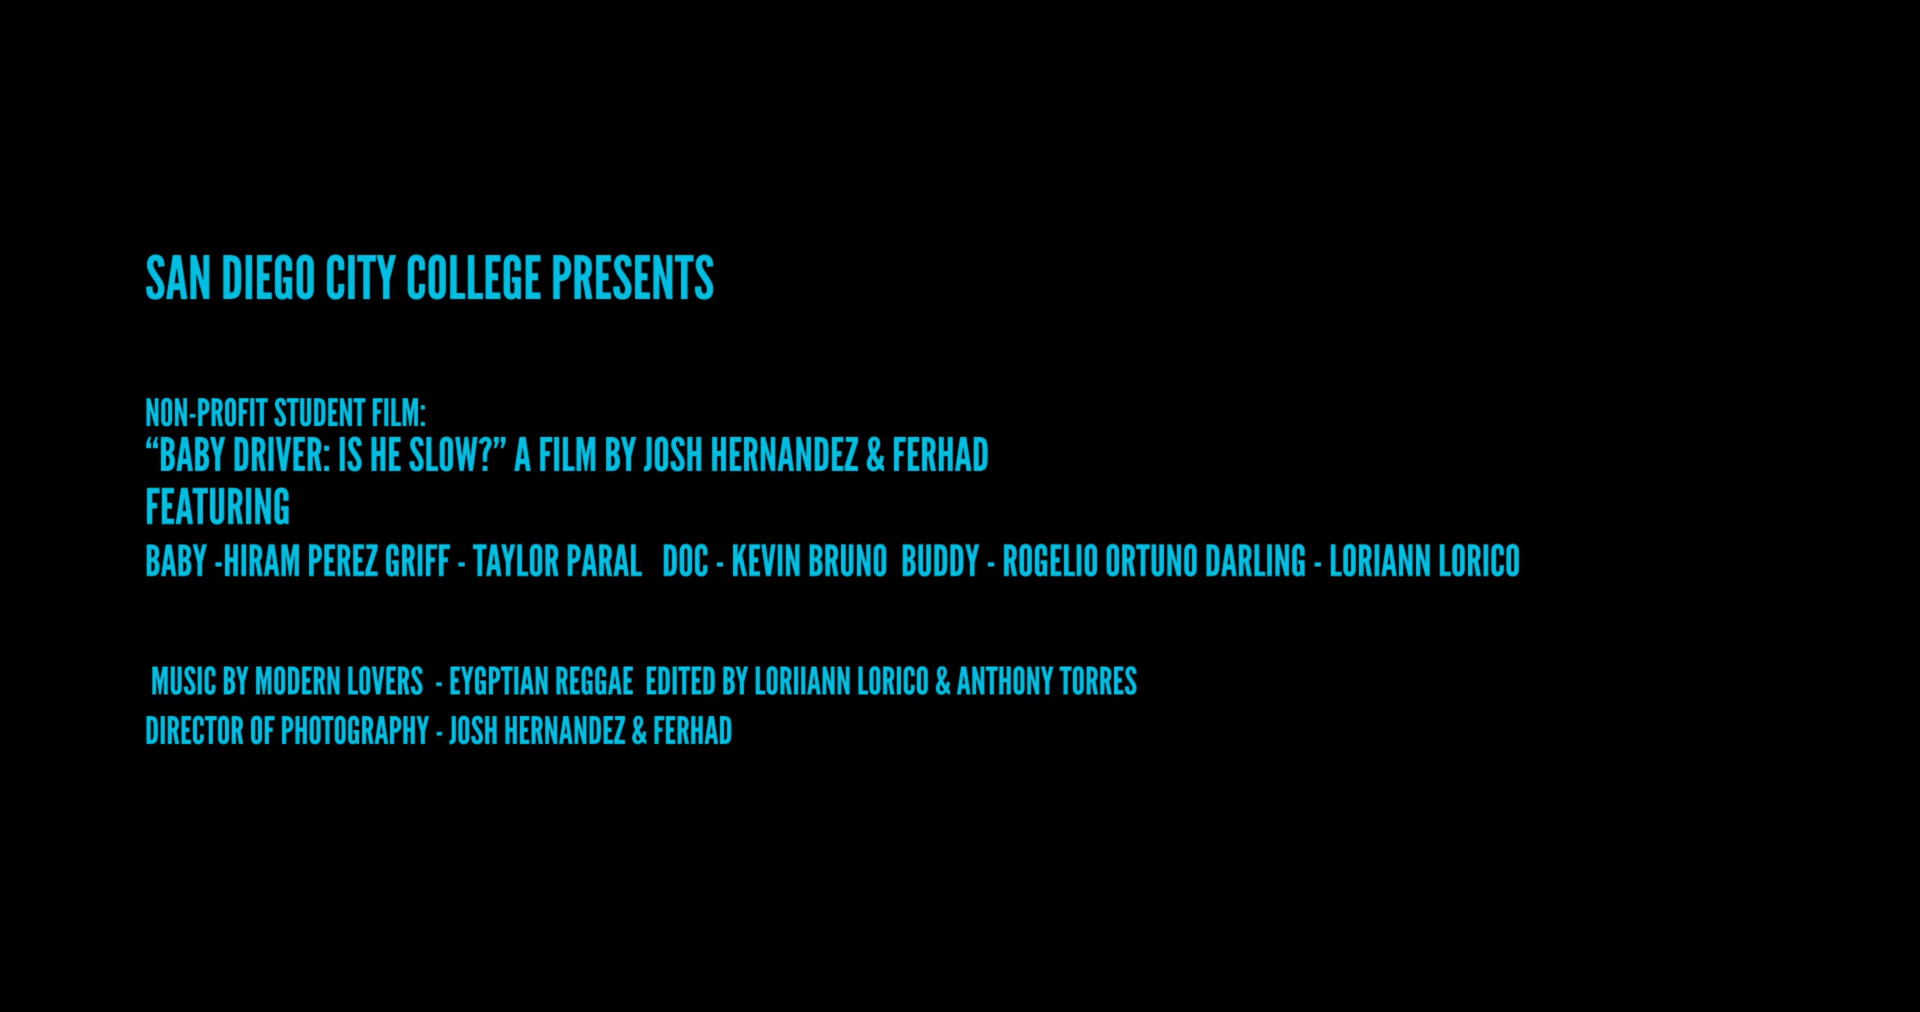 SAN DIEGO CITY COLLEGE PRESENTS
NON-PROFIT STUDENT FILM:
“BABY DRIVER: IS HE SLOW?” A FILM BY JOSH HERNANDEZ & FERHAD
FEATURING
BABY -HIRAM PEREZ GRIFF - TAYLOR PARAL DOC - KEVIN BRUNO BUDDY - ROGELIO ORTUNO DARLING - LORIANN LORICO
MUSIC BY MODERN LOVERS - EYGPTIAN REGGAE EDITED BY LORIIANN LORICO & ANTHONY TORRES
DIRECTOR OF PHOTOGRAPHY - JOSH HERNANDEZ & FERHAD